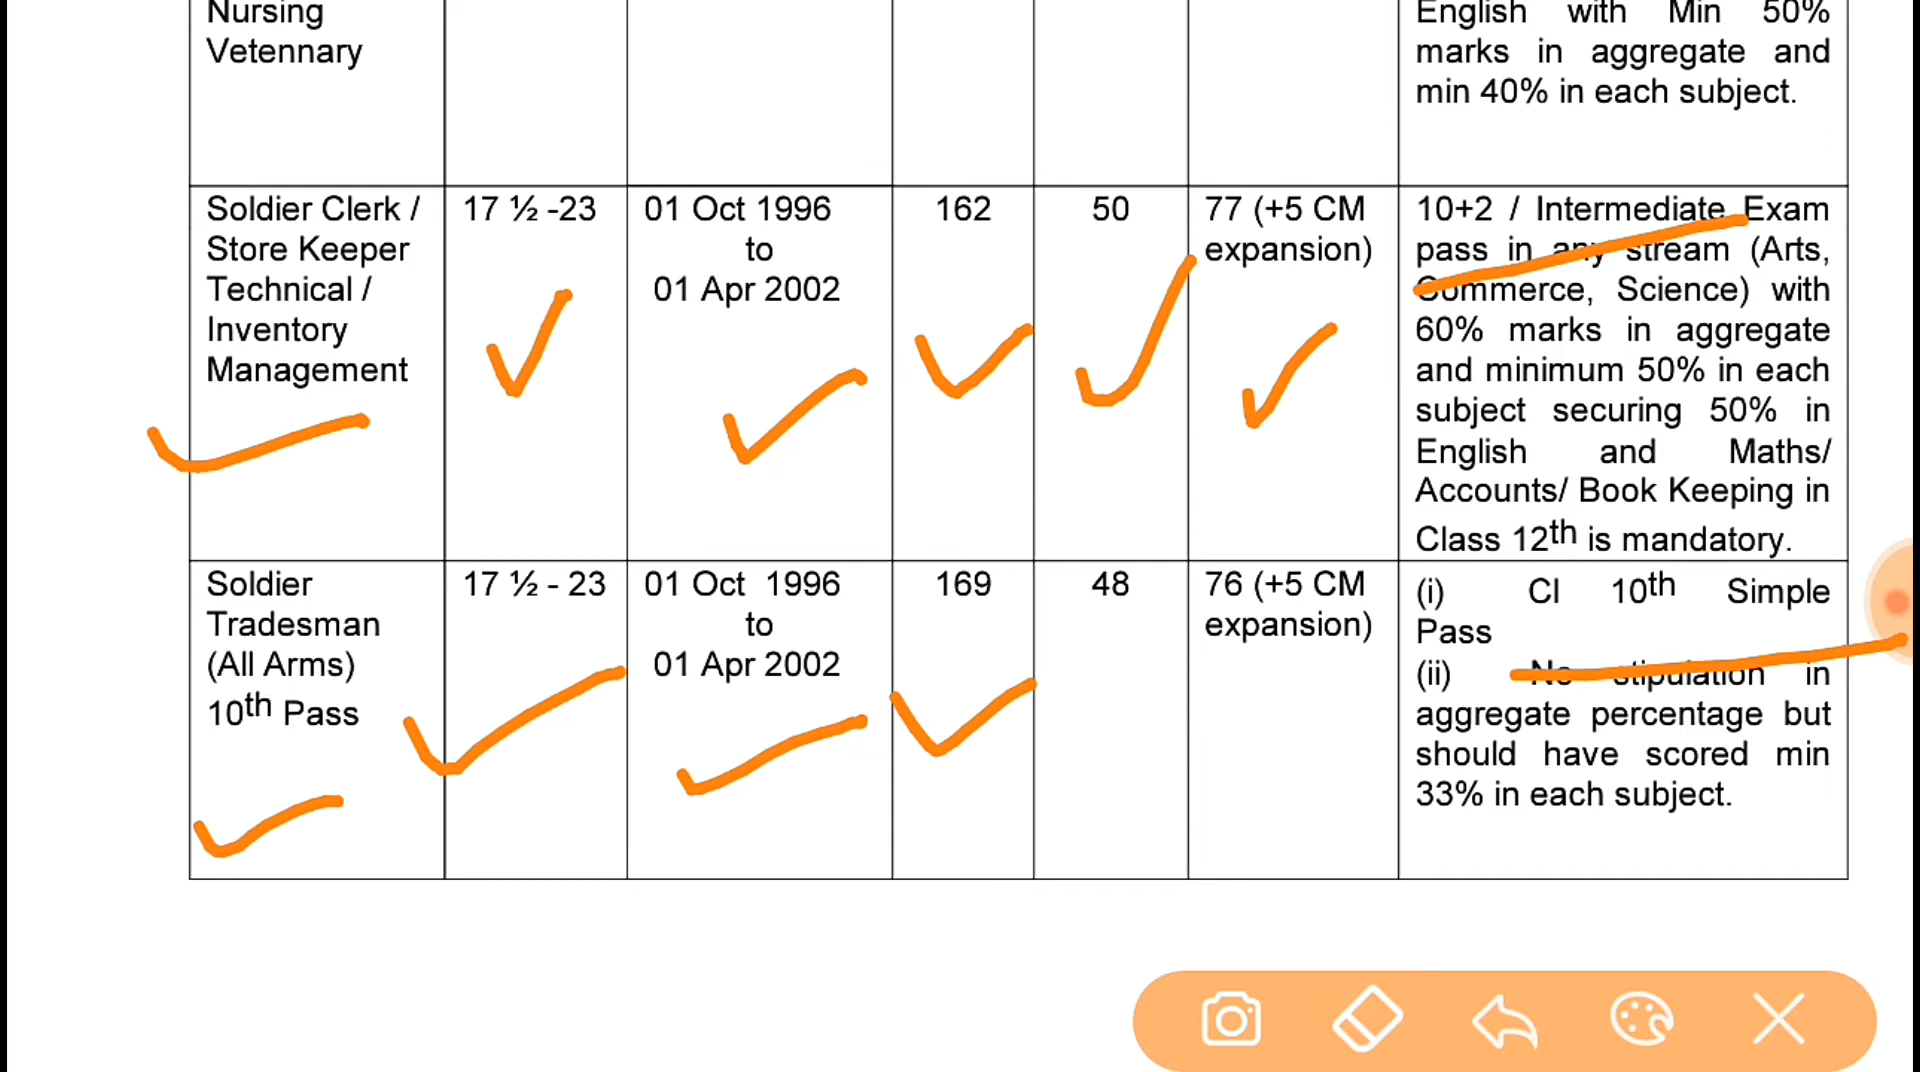 Nursing
Vetennary
English with Min 50%
marks in aggregate and
min 40% in each subject.
Soldier Clerk /
Store Keeper
Technical /
Inventory
Management
17 ½ -23
01 Oct 1996
to
01 Apr 2002
162
50
77 (+5 CM
expansion)
10+2 / Intermediate Exam
pass in any stream (Arts,
Commerce, Science) with
60% marks in aggregate
and minimum 50% in each
subject securing 50% in
English and Maths/
Accounts/ Book Keeping in
Class 12th is mandatory.
Soldier
Tradesman
(All Arms)
10th Pass
17 ½ - 23
01 Oct 1996
to
01 Apr 2002
169
48
76 (+5 CM
expansion)
(i) Cl 10th Simple
Pass
(ii) No stipulation in
aggregate percentage but
should have scored min
33% in each subject.